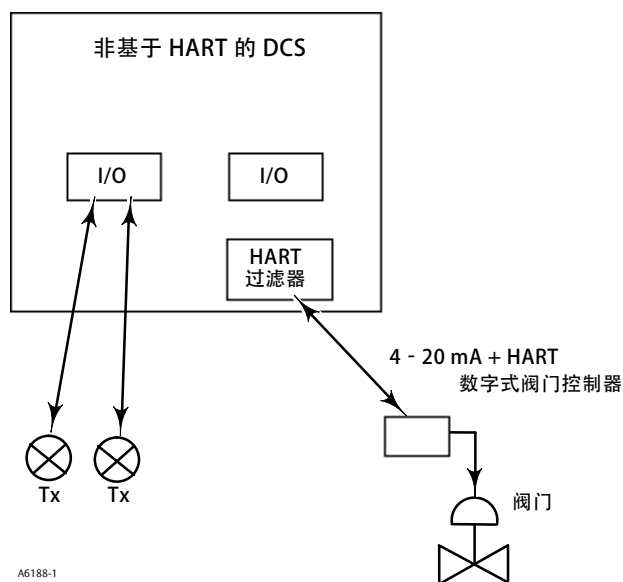 非基于 HART 的 DCS
I/O
I/O
HART
过滤器
4 - 20 mA + HART
数字式阀门控制器
Tx
Tx
阀门
A6188-1